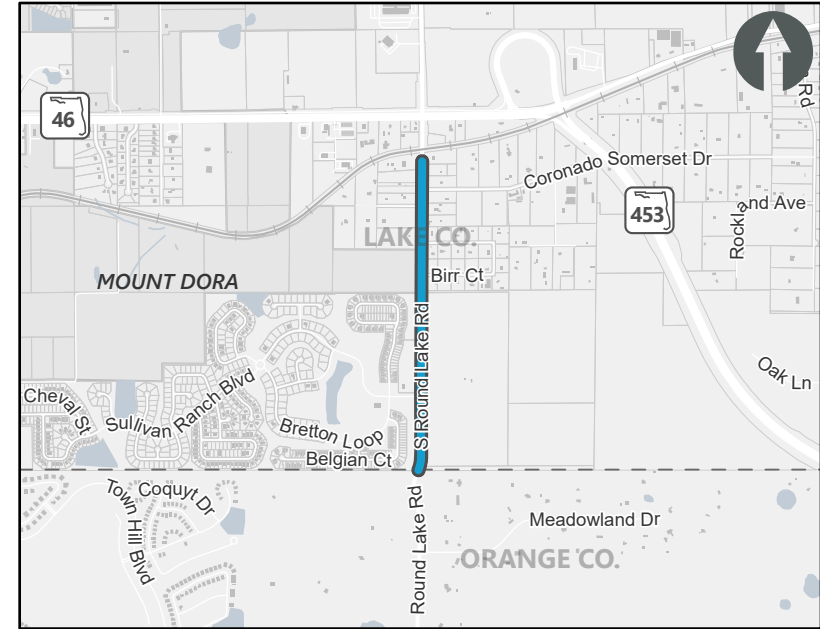 46
Rd
Coronado Somerset Dr
453
Rockland Ave
LAKE CO.
Birr Ct
MOUNT DORA
S Round Lake Rd
Oak Ln
Cheval St
Sullivan Ranch Blvd
Bretton Loop
Belgian Ct
Town Hill Blvd
Coquyt Dr
Round Lake Rd
Meadowland Dr
ORANGE CO.